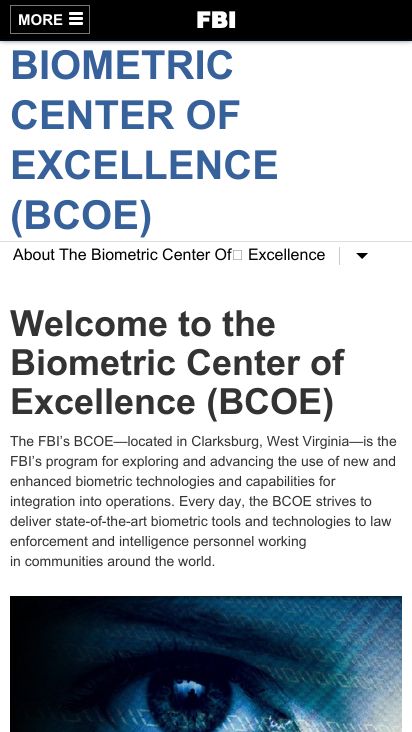 MORE
FBI
BIOMETRIC
CENTER OF
EXCELLENCE
(BCOE)
About The Biometric Center Of Excellence
Welcome to the
Biometric Center of
Excellence (BCOE)
The FBI's BCOE—located in Clarksburg, West Virginia—is the
FBI's program for exploring and advancing the use of new and
enhanced biometric technologies and capabilities for
integration into operations. Every day, the BCOE strives to
deliver state-of-the-art biometric tools and technologies to law
enforcement and intelligence personnel working
in communities around the world.